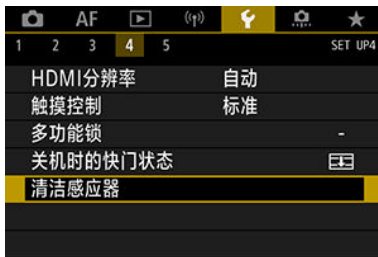 AF
1 2 3 4 5 SET UP4
HDMI分辨率 自动
触摸控制 标准
多功能锁 -
关机时的快门状态
清洁感应器